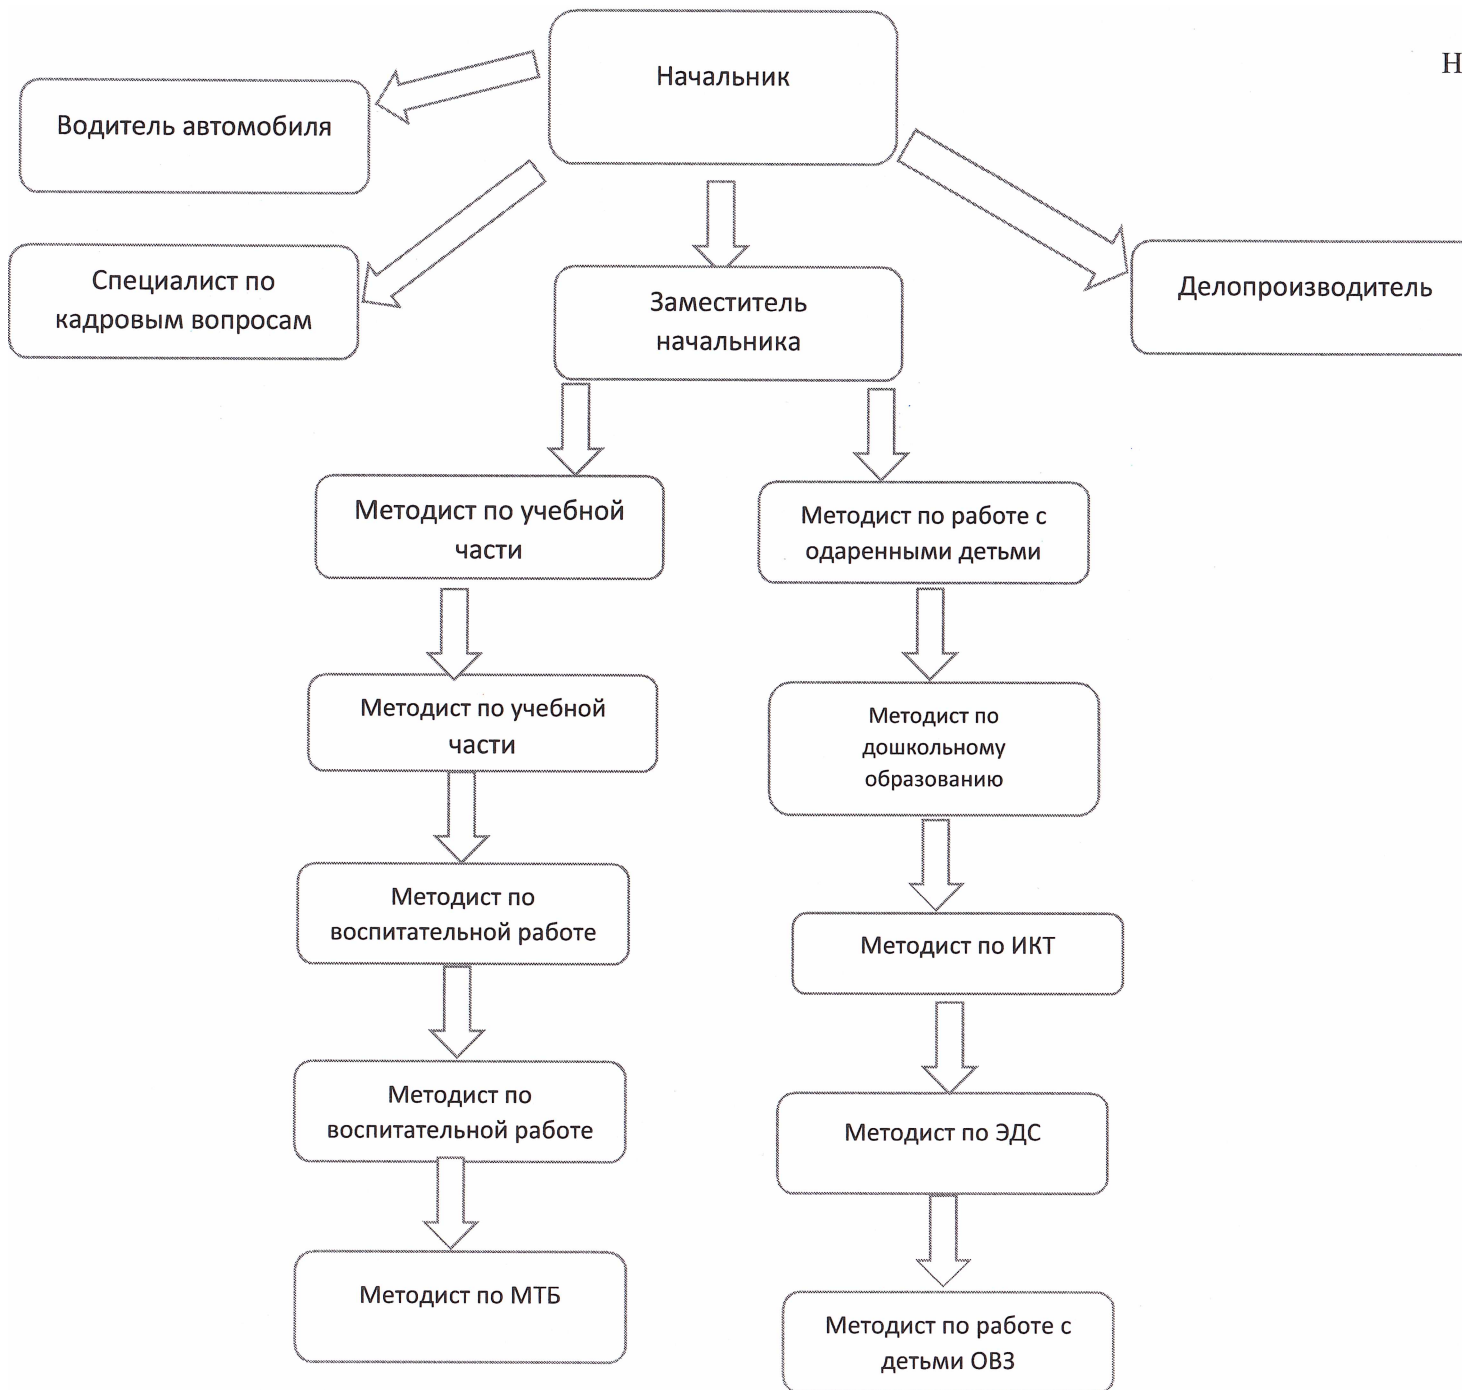 Начальник
Н
Водитель автомобиля
Специалист по
кадровым вопросам
Заместитель
начальника
Делопроизводитель
Методист по учебной
части
Методист по работе с
одаренными детьми
Методист по учебной
части
Методист по
дошкольному
образованию
Методист по
воспитательной работе
Методист по ИКТ
Методист по
воспитательной работе
Методист по ЭДС
Методист по МТБ
Методист по работе с
детьми ОВЗ